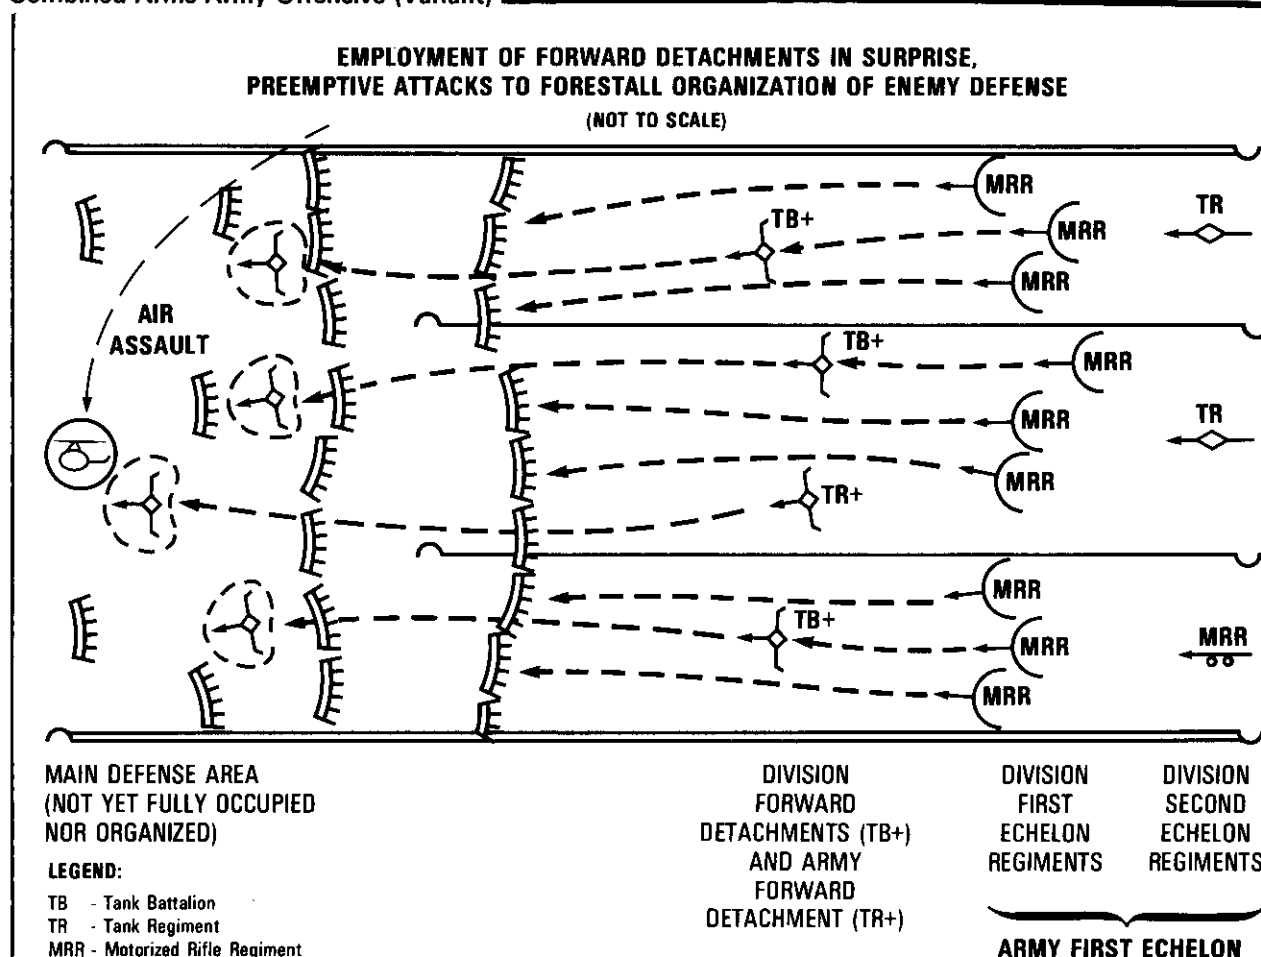 Combined Arms Army Offensive (Variant)
EMPLOYMENT OF FORWARD DETACHMENTS IN SURPRISE,
PREEMPTIVE ATTACKS TO FORESTALL ORGANIZATION OF ENEMY DEFENSE
(NOT TO SCALE)
MRR
TR
TB+
MRR
MRR
AIR
ASSAULT
TB+
MRR
MRR
TR
MRR
TR+
MRR
TB+
MRR
MRR
MRR
MAIN DEFENSE AREA
(NOT YET FULLY OCCUPIED
NOR ORGANIZED)
DIVISION
FORWARD
DETACHMENTS (TB+)
AND ARMY
FORWARD
DETACHMENT (TR+)
DIVISION
FIRST
ECHELON
REGIMENTS
DIVISION
SECOND
ECHELON
REGIMENTS
ARMY FIRST ECHELON
LEGEND:
TB - Tank Battalion
TR - Tank Regiment
MRR - Motorized Rifle Regiment